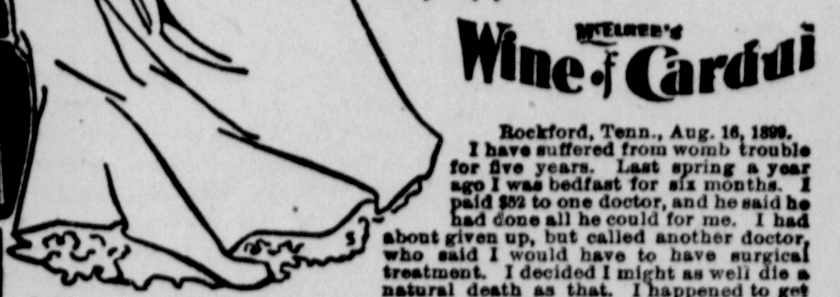 McELREE'S
Wine of Cardui
Rockford, Tenn., Aug. 16, 1899.
I have suffered from womb trouble
for five years. Last spring a year
ago I was bedfast for six months. I
paid $52 to one doctor, and he said he
had done all he could for me. I had
about given up, but called another doctor,
who said I would have to have surgical
treatment. I decided I might as well die a
natural death as that. I happened to get